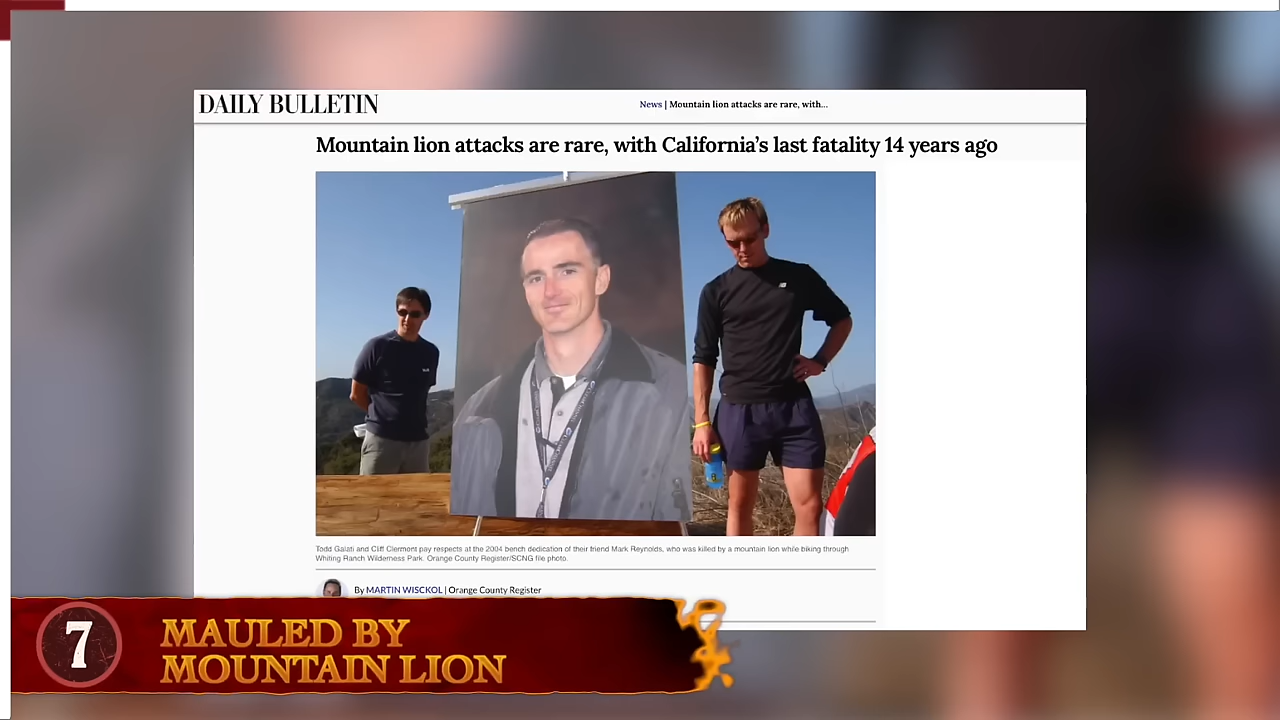 DAILY BULLETIN
News | Mountain lion attacks are rare, with...
Mountain lion attacks are rare, with California's last fatality 14 years ago
Todd Galati and Cliff Clermont pay respects at the 2004 bench dedication of their friend Mark Reynolds, who was killed by a mountain lion while biking through
Whiting Ranch Wilderness Park. Orange County Register/SCNG file photo.
By MARTIN WISCKOL | Orange County Register
7
MAULED BY
MOUNTAIN LION